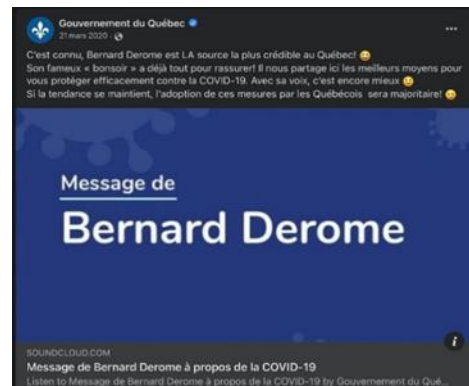 Gouvernement du Québec
21 mars 2020 ·
C'est connu, Bernard Derome est LA source la plus crédible au Québec! 😀
Son fameux « bonsoir » a déjà tout pour rassurer! Il nous partage ici les meilleurs moyens pour
vous protéger efficacement contre la COVID-19. Avec sa voix, c'est encore mieux 😉
Si la tendance se maintient, l'adoption de ces mesures par les Québécois sera majoritaire! 😊
Message de
Bernard Derome
i
SOUNDCLOUD.COM
Message de Bernard Derome à propos de la COVID-19
Listen to Message de Bernard Derome à propos de la COVID-19 by Gouvernement du Qué...